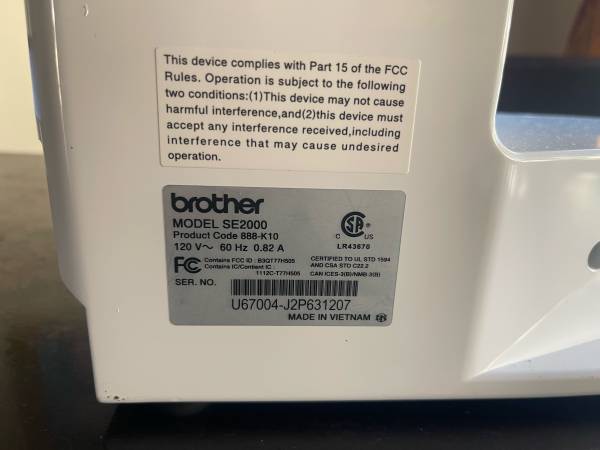 This device complies with Part 15 of the FCC
Rules. Operation is subject to the following
two conditions:(1)This device may not cause
harmful interference,and(2)this device must
accept any interference received,including
interference that may cause undesired
operation.
brother
MODEL SE2000
Product Code 888-K10
120 V~ 60 Hz 0.82 A
C US
LR43670
FC Contains FCC ID : B3QT77H505
Contains IC/Contient IC :
1112C-T77H505
CERTIFIED TO UL STD 1594
AND CSA STD C22.2
CAN ICES-3(B)/NMB-3(B)
SER. NO.
U67004-J2P631207
MADE IN VIETNAM